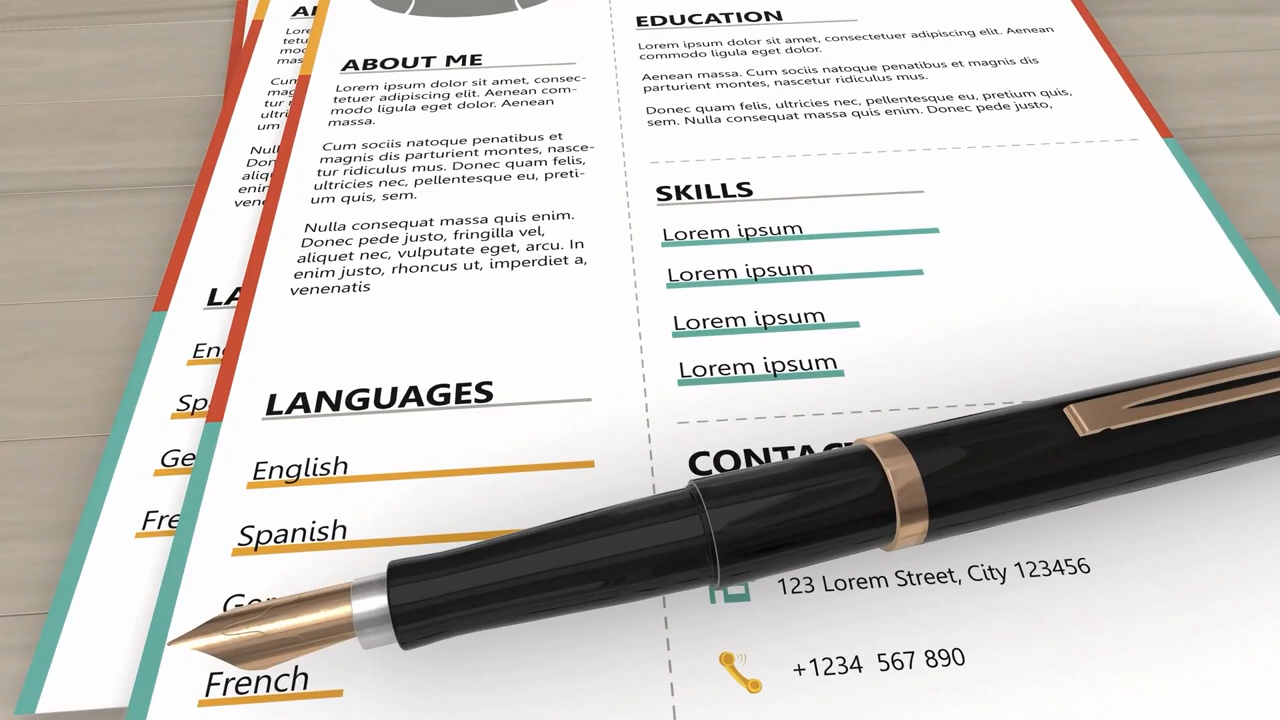 ABOUT ME
Lorem ipsum dolor sit amet, consec-
tetuer adipiscing elit. Aenean com-
modo ligula eget dolor. Aenean
massa.
Cum sociis natoque penatibus et
magnis dis parturient montes, nasce-
tur ridiculus mus. Donec quam felis,
ultricies nec, pellentesque eu, preti-
um quis, sem.
Nulla consequat massa quis enim.
Donec pede justo, fringilla vel,
aliquet nec, vulputate eget, arcu. In
enim justo, rhoncus ut, imperdiet a,
venenatis
LANGUAGES
English
Spanish
French
EDUCATION
Lorem ipsum dolor sit amet, consectetuer adipiscing elit. Aenean
commodo ligula eget dolor.
Aenean massa. Cum sociis natoque penatibus et magnis dis
parturient montes, nascetur ridiculus mus.
Donec quam felis, ultricies nec, pellentesque eu, pretium quis,
sem. Nulla consequat massa quis enim. Donec pede justo,
SKILLS
Lorem ipsum
Lorem ipsum
Lorem ipsum
Lorem ipsum
123 Lorem Street, City 123456
+1234 567 890